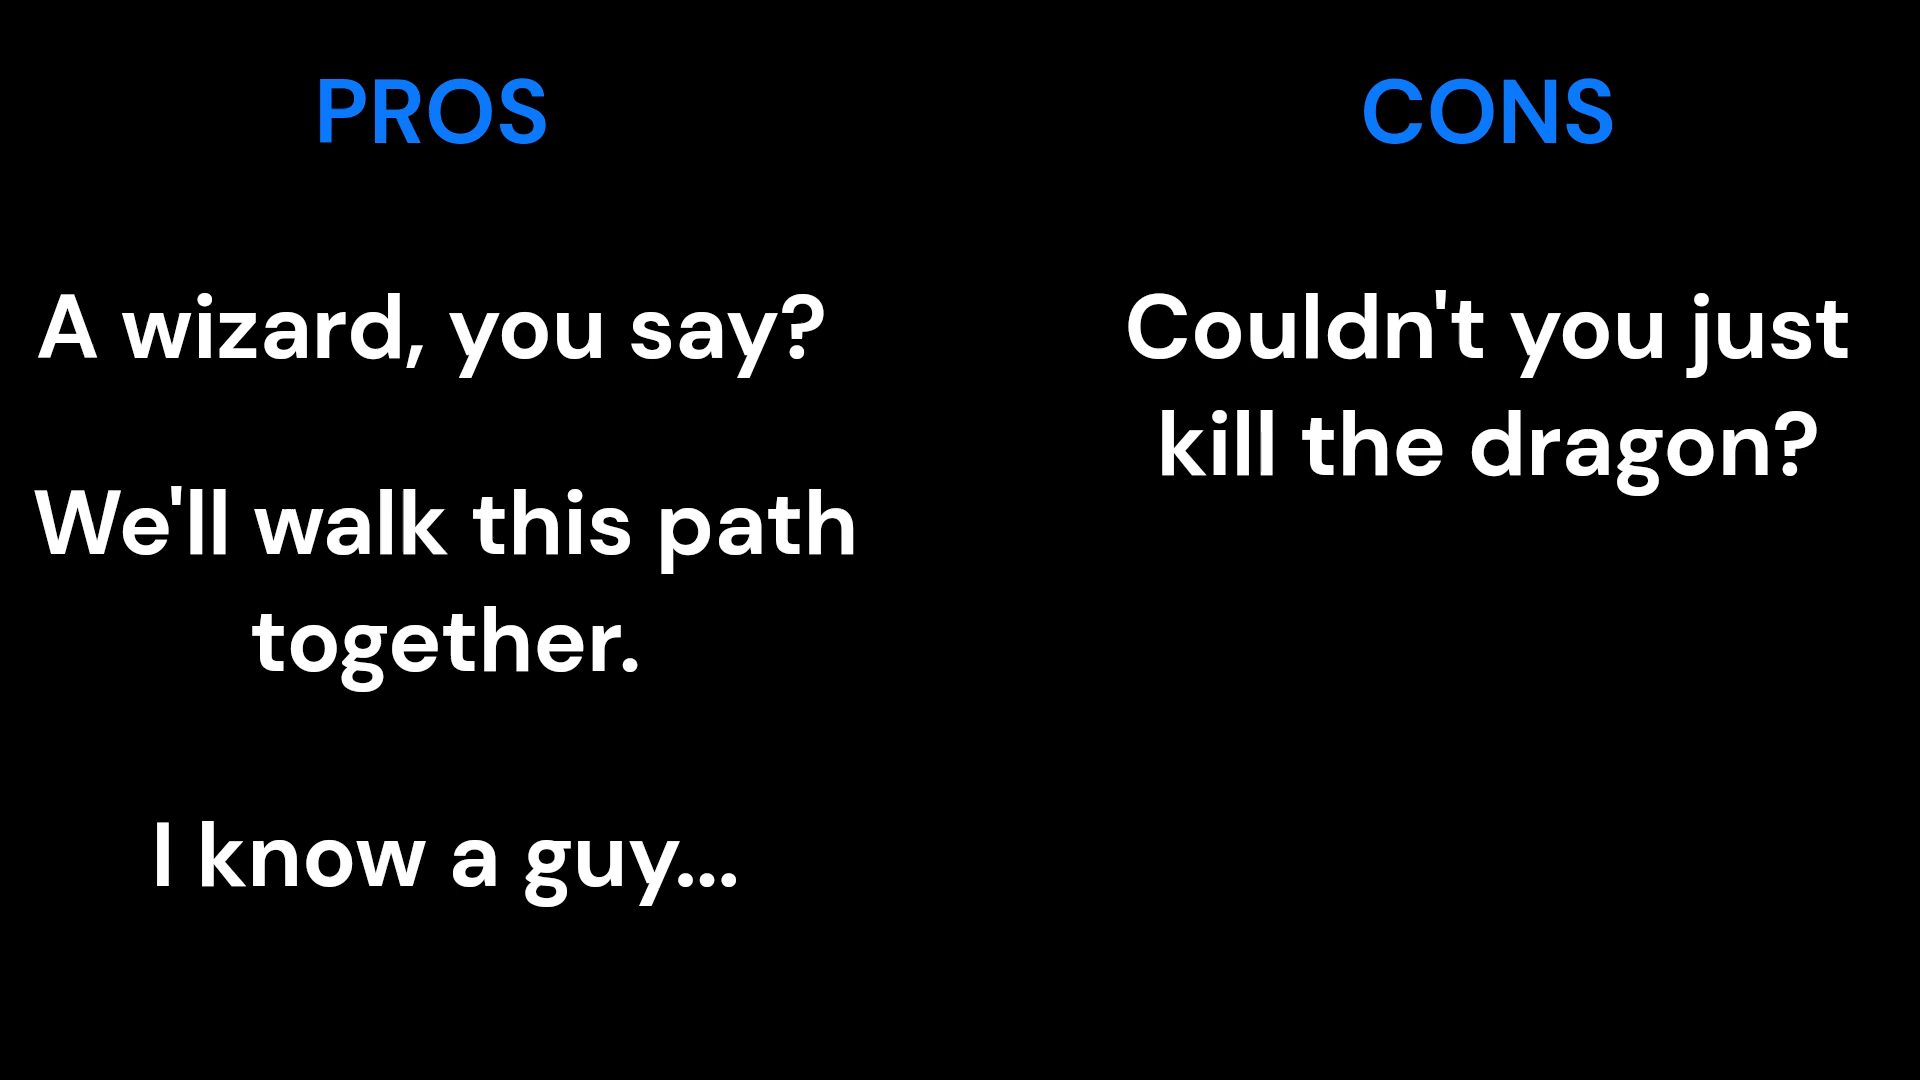 PROS
A wizard, you say?
We'll walk this path
together.
I know a guy...
CONS
Couldn't you just
kill the dragon?